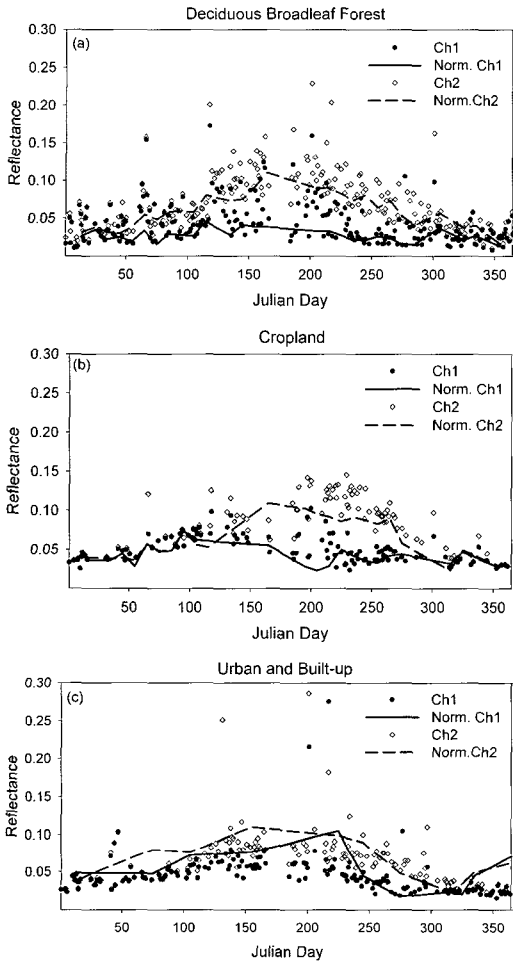 Deciduous Broadleaf Forest
(a)
0.30
0.25
0.20
0.15
0.10
0.05
Reflectance
Ch1
Norm. Ch1
Ch2
Norm.Ch2
50 100 150 200 250 300 350
Julian Day
Cropland
(b)
0.30
0.25
0.20
0.15
0.10
0.05
Reflectance
Ch1
Norm. Ch1
Ch2
Norm. Ch2
50 100 150 200 250 300 350
Julian Day
Urban and Built-up
(c)
0.30
0.25
0.20
0.15
0.10
0.05
Reflectance
Ch1
Norm. Ch1
Ch2
Norm.Ch2
50 100 150 200 250 300 350
Julian Day